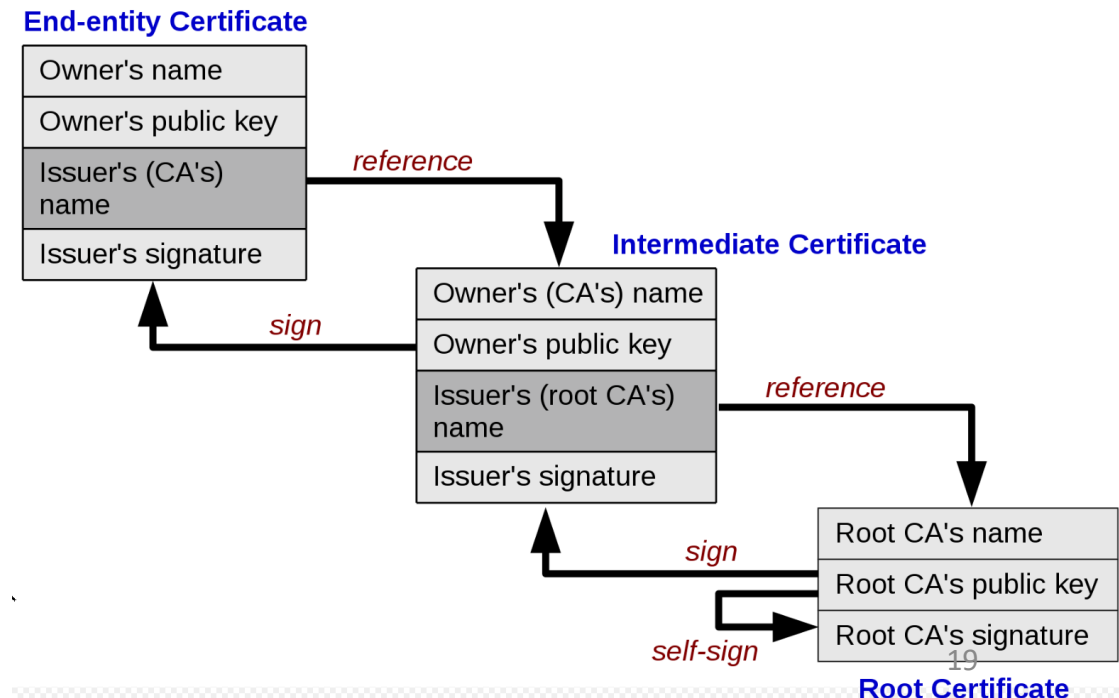 End-entity Certificate
Owner's name
Owner's public key
Issuer's (CA's)
name
Issuer's signature
reference
sign
Intermediate Certificate
Owner's (CA's) name
Owner's public key
Issuer's (root CA's)
name
Issuer's signature
reference
sign
self-sign
Root CA's name
Root CA's public key
Root CA's signature
19
Root Certificate